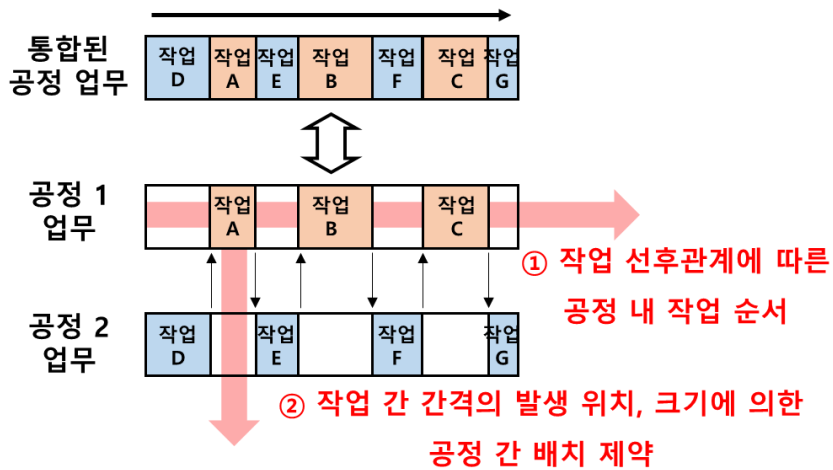 통합된
공정 업무
작업 D
작업 A
작업 E
작업 B
작업 F
작업 C
작업 G
공정 1
업무
작업 A
작업 B
작업 C
① 작업 선후관계에 따른
공정 내 작업 순서
공정 2
업무
작업 D
작업 E
작업 F
작업 G
② 작업 간 간격의 발생 위치, 크기에 의한
공정 간 배치 제약